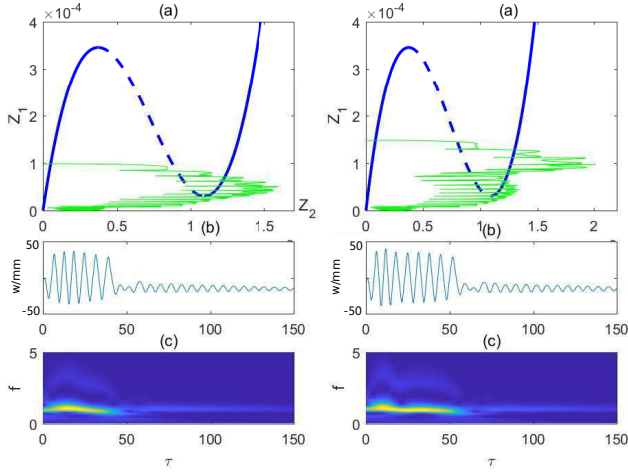 (a) (a)
×10⁻⁴ ×10⁻⁴
4 4
3 3
Z₁ Z₁
2 2
1 1
0 0
0 0.5 1 1.5 Z₂ 0 0.5 1 1.5 2
(b) (b)
50 50
w/mm w/mm
-50 -50
0 50 100 150 0 50 100 150
(c) (c)
5 5
f f
0 0
0 50 100 150 0 50 100 150
τ τ